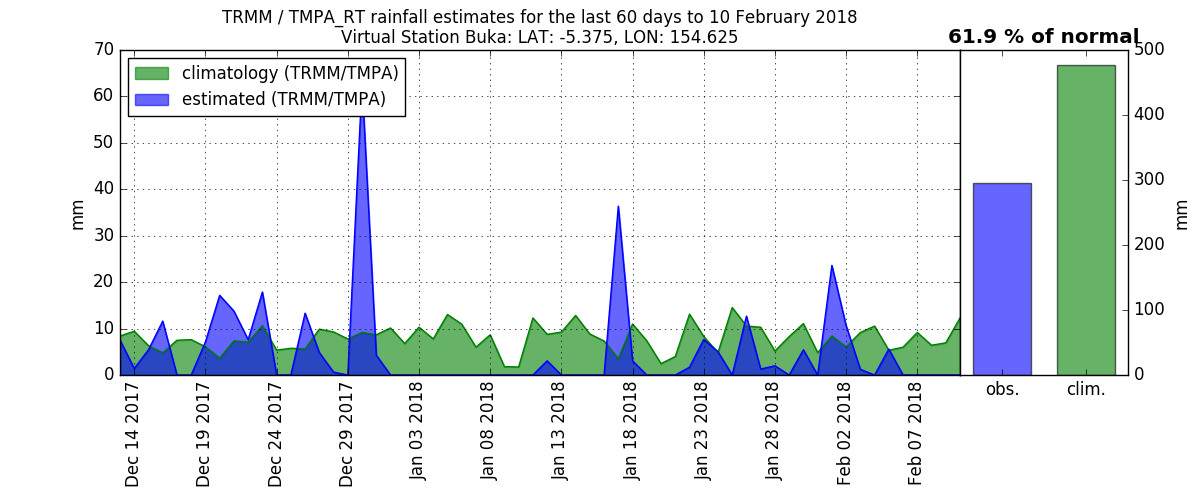 TRMM / TMPA_RT rainfall estimates for the last 60 days to 10 February 2018
Virtual Station Buka: LAT: -5.375, LON: 154.625
61.9 % of normal
climatology (TRMM/TMPA)
estimated (TRMM/TMPA)
70
60
50
40
30
20
10
0
mm
Dec 14 2017
Dec 19 2017
Dec 24 2017
Dec 29 2017
Jan 03 2018
Jan 08 2018
Jan 13 2018
Jan 18 2018
Jan 23 2018
Jan 28 2018
Feb 02 2018
Feb 07 2018
500
400
300
200
100
0
mm
obs.
clim.